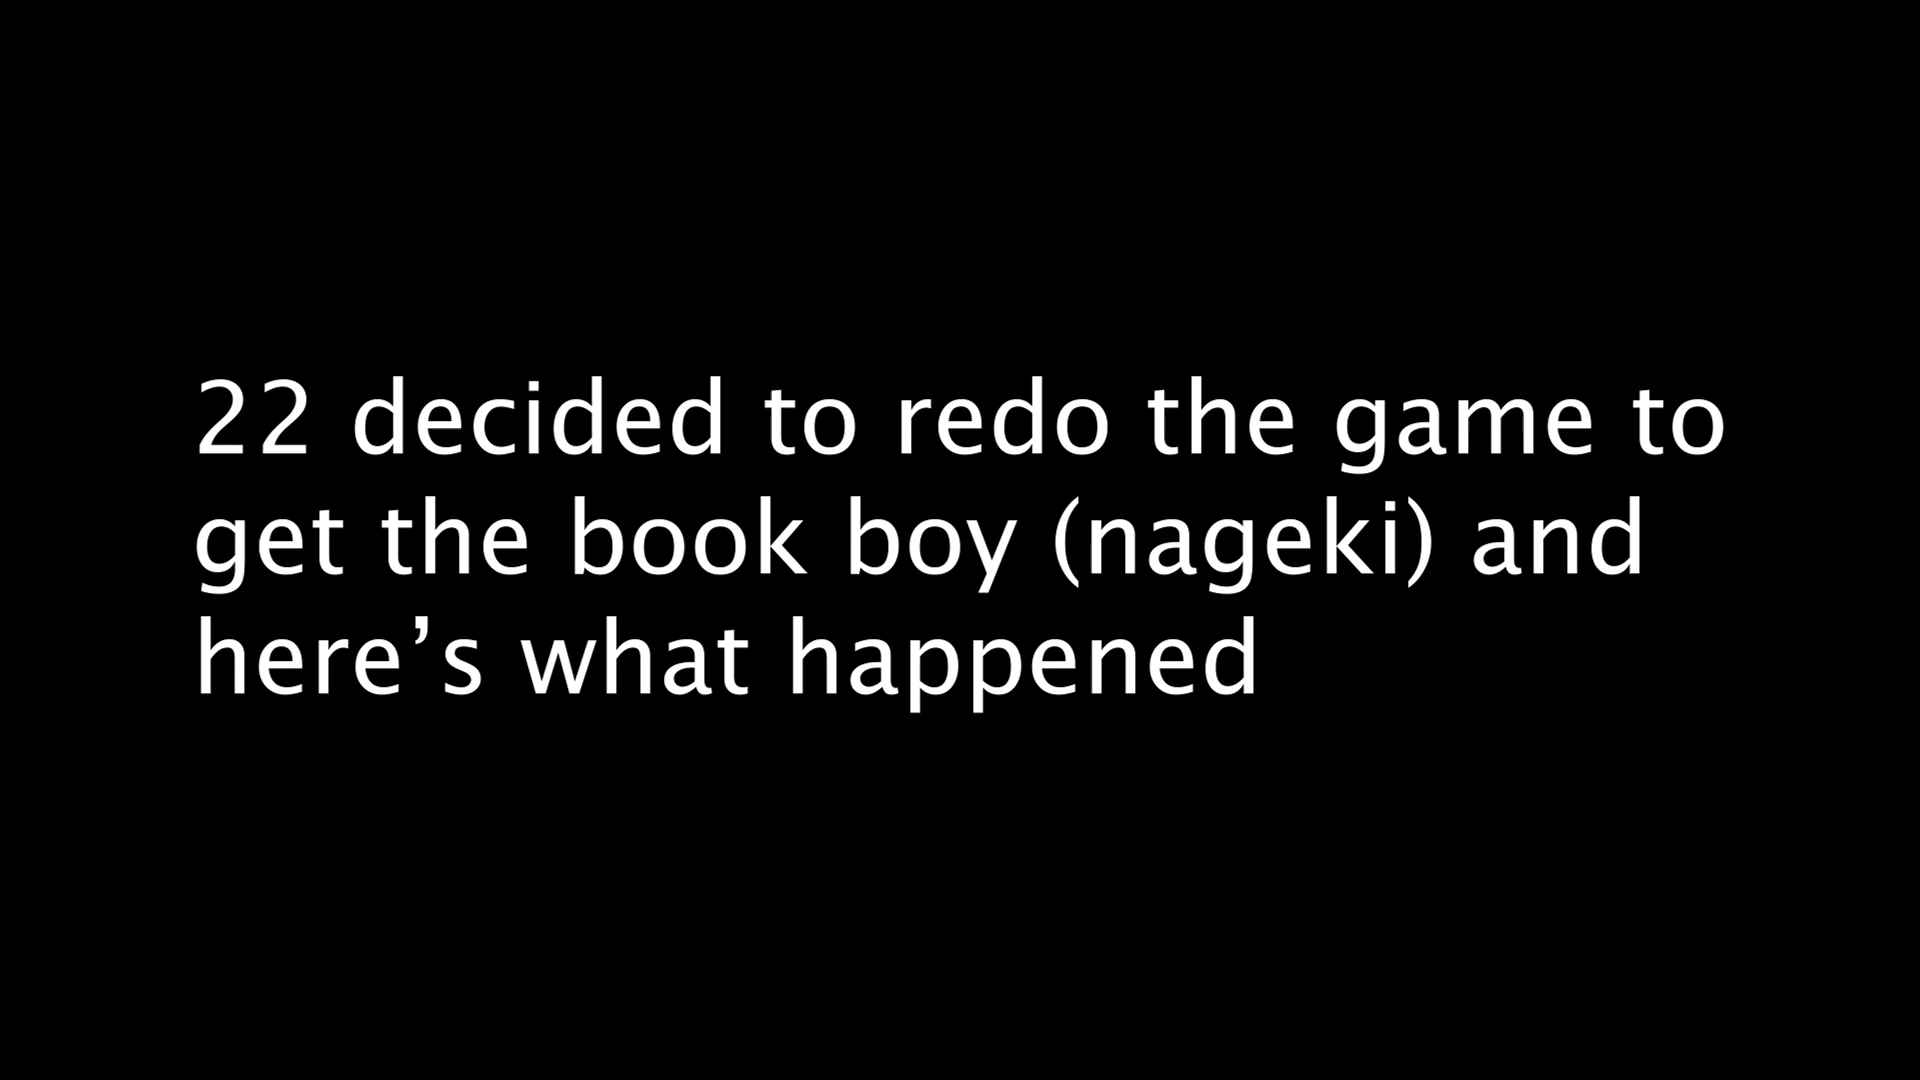 22 decided to redo the game to
get the book boy (nageki) and
here’s what happened